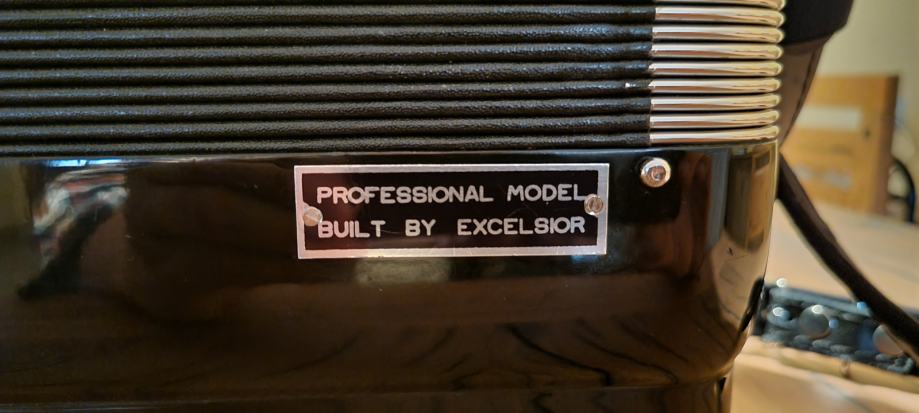 PROFESSIONAL MODEL
BUILT BY EXCELSIOR